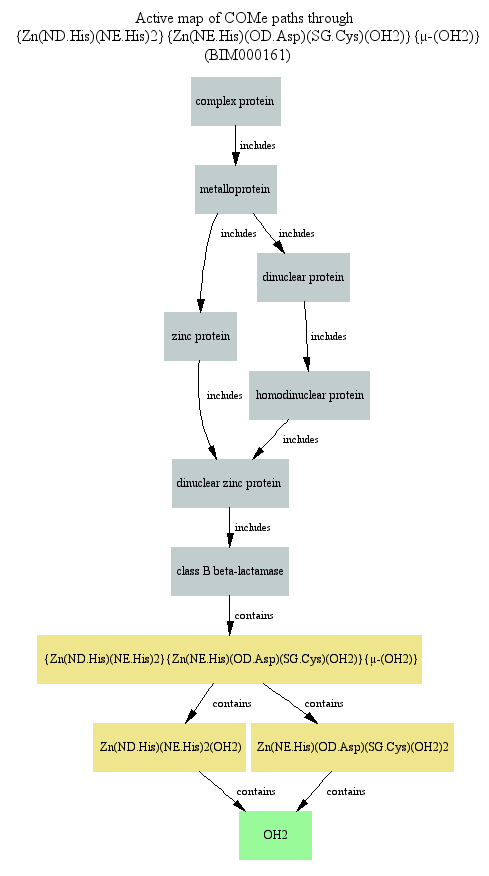 Active map of COMe paths through
{Zn(ND.His)(NE.His)2}{Zn(NE.His)(OD.Asp)(SG.Cys)(OH2)}{μ-(OH2)}
(BIM000161)
complex protein
includes
metalloprotein
includes
includes
dinuclear protein
zinc protein
includes
includes
homodinuclear protein
includes
dinuclear zinc protein
includes
class B beta-lactamase
contains
{Zn(ND.His)(NE.His)2}{Zn(NE.His)(OD.Asp)(SG.Cys)(OH2)}{μ-(OH2)}
contains
contains
Zn(ND.His)(NE.His)2(OH2)
Zn(NE.His)(OD.Asp)(SG.Cys)(OH2)2
contains
contains
OH2